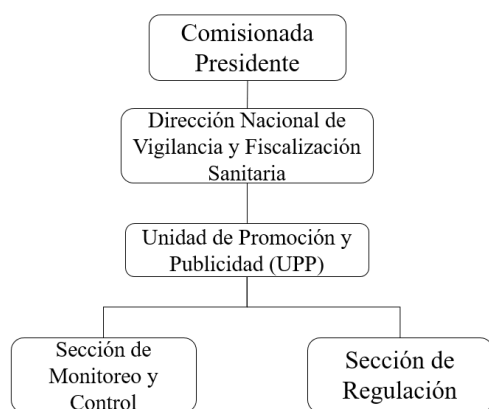 Comisionada
Presidente
Dirección Nacional de
Vigilancia y Fiscalización
Sanitaria
Unidad de Promoción y
Publicidad (UPP)
Sección de
Monitoreo y
Control
Sección de
Regulación